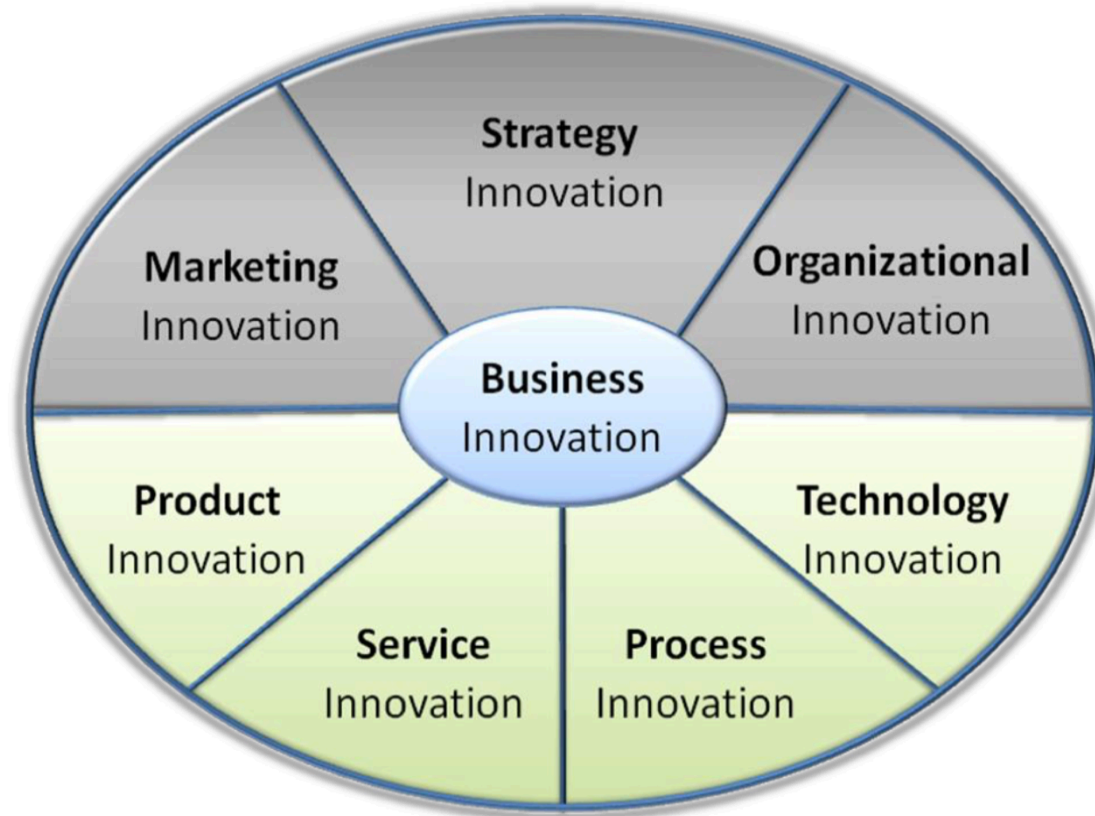 Strategy
Innovation
Marketing
Innovation
Organizational
Innovation
Business
Innovation
Product
Innovation
Technology
Innovation
Service
Innovation
Process
Innovation